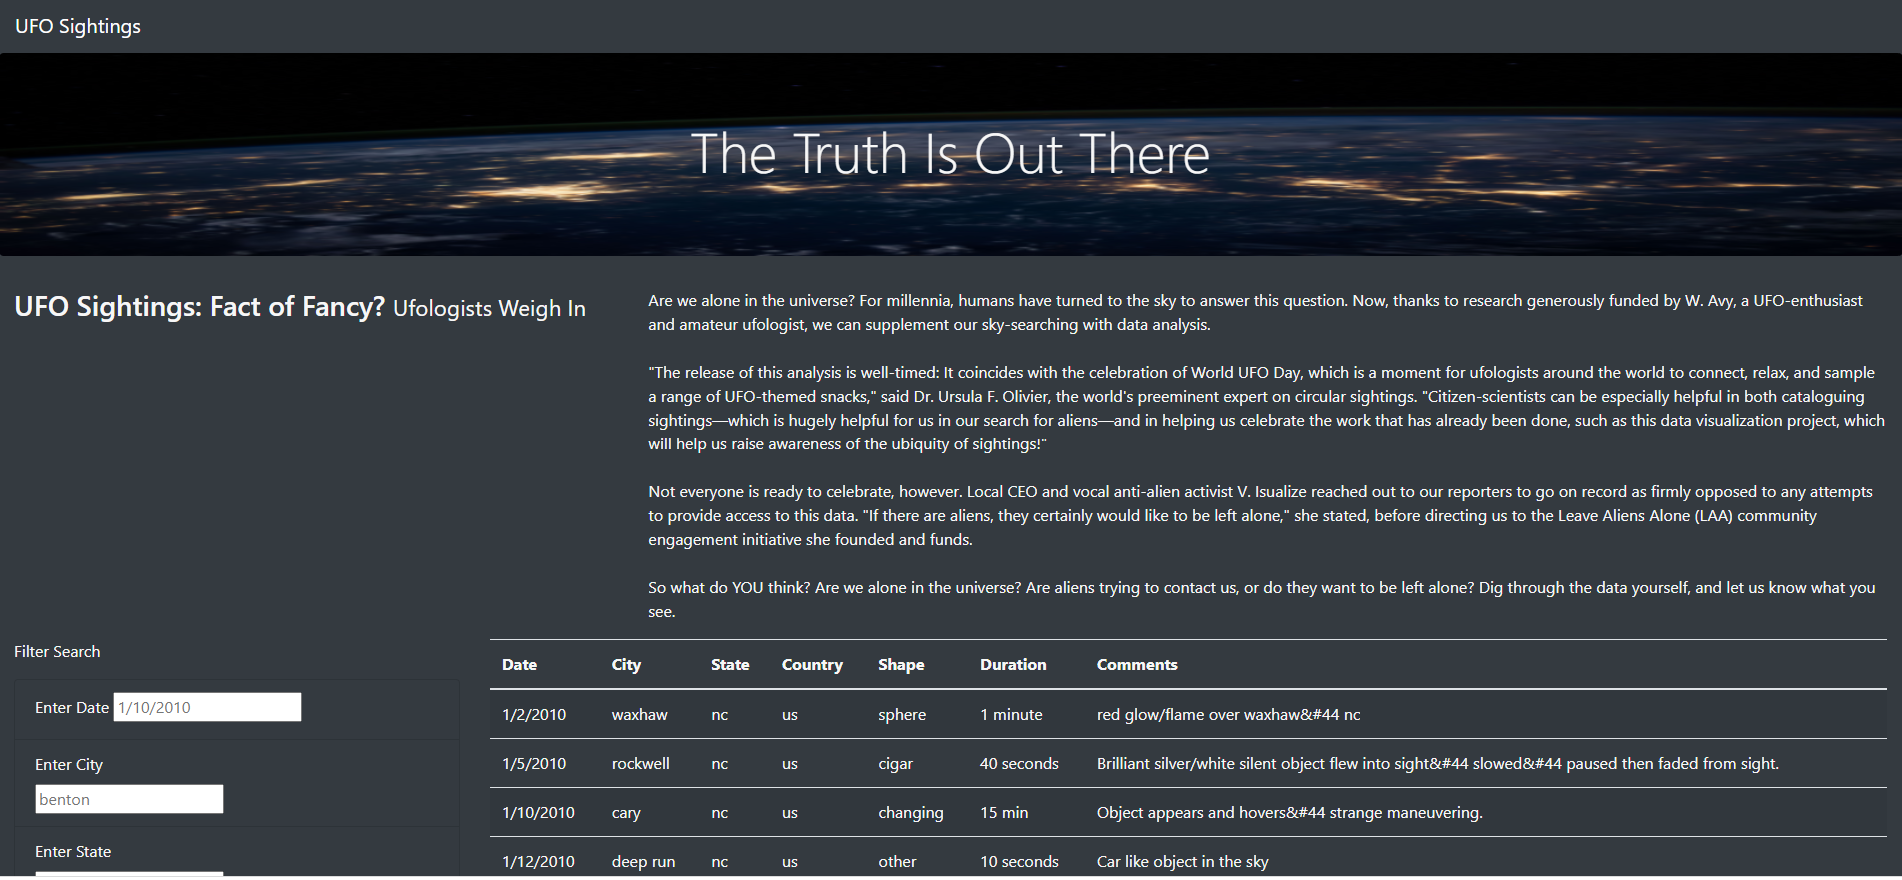 UFO Sightings
The Truth Is Out There
UFO Sightings: Fact of Fancy? Ufologists Weigh In
Are we alone in the universe? For millennia, humans have turned to the sky to answer this question. Now, thanks to research generously funded by W. Avy, a UFO-enthusiast
and amateur ufologist, we can supplement our sky-searching with data analysis.
"The release of this analysis is well-timed: It coincides with the celebration of World UFO Day, which is a moment for ufologists around the world to connect, relax, and sample
a range of UFO-themed snacks," said Dr. Ursula F. Olivier, the world's preeminent expert on circular sightings. "Citizen-scientists can be especially helpful in both cataloguing
sightings—which is hugely helpful for us in our search for aliens—and in helping us celebrate the work that has already been done, such as this data visualization project, which
will help us raise awareness of the ubiquity of sightings!"
Not everyone is ready to celebrate, however. Local CEO and vocal anti-alien activist V. Isualize reached out to our reporters to go on record as firmly opposed to any attempts
to provide access to this data. "If there are aliens, they certainly would like to be left alone," she stated, before directing us to the Leave Aliens Alone (LAA) community
engagement initiative she founded and funds.
So what do YOU think? Are we alone in the universe? Are aliens trying to contact us, or do they want to be left alone? Dig through the data yourself, and let us know what you
see.
Filter Search
Enter Date 1/10/2010
Enter City
benton
Enter State
Date City State Country Shape Duration Comments
1/2/2010 waxhaw nc us sphere 1 minute red glow/flame over waxhaw&#44 nc
1/5/2010 rockwell nc us cigar 40 seconds Brilliant silver/white silent object flew into sight&#44 slowed&#44 paused then faded from sight.
1/10/2010 cary nc us changing 15 min Object appears and hovers&#44 strange maneuvering.
1/12/2010 deep run nc us other 10 seconds Car like object in the sky